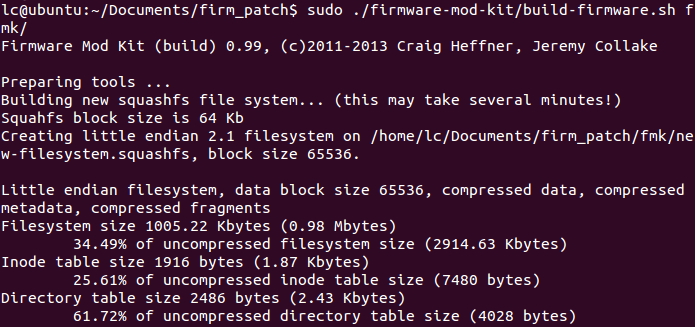 lc@ubuntu:~/Documents/firm_patch$ sudo ./firmware-mod-kit/build-firmware.sh f
mk/
Firmware Mod Kit (build) 0.99, (c)2011-2013 Craig Heffner, Jeremy Collake
Preparing tools ...
Building new squashfs file system... (this may take several minutes!)
Squahfs block size is 64 Kb
Creating little endian 2.1 filesystem on /home/lc/Documents/firm_patch/fmk/ne
w-filesystem.squashfs, block size 65536.
Little endian filesystem, data block size 65536, compressed data, compressed
metadata, compressed fragments
Filesystem size 1005.22 Kbytes (0.98 Mbytes)
34.49% of uncompressed filesystem size (2914.63 Kbytes)
Inode table size 1916 bytes (1.87 Kbytes)
25.61% of uncompressed inode table size (7480 bytes)
Directory table size 2486 bytes (2.43 Kbytes)
61.72% of uncompressed directory table size (4028 bytes)